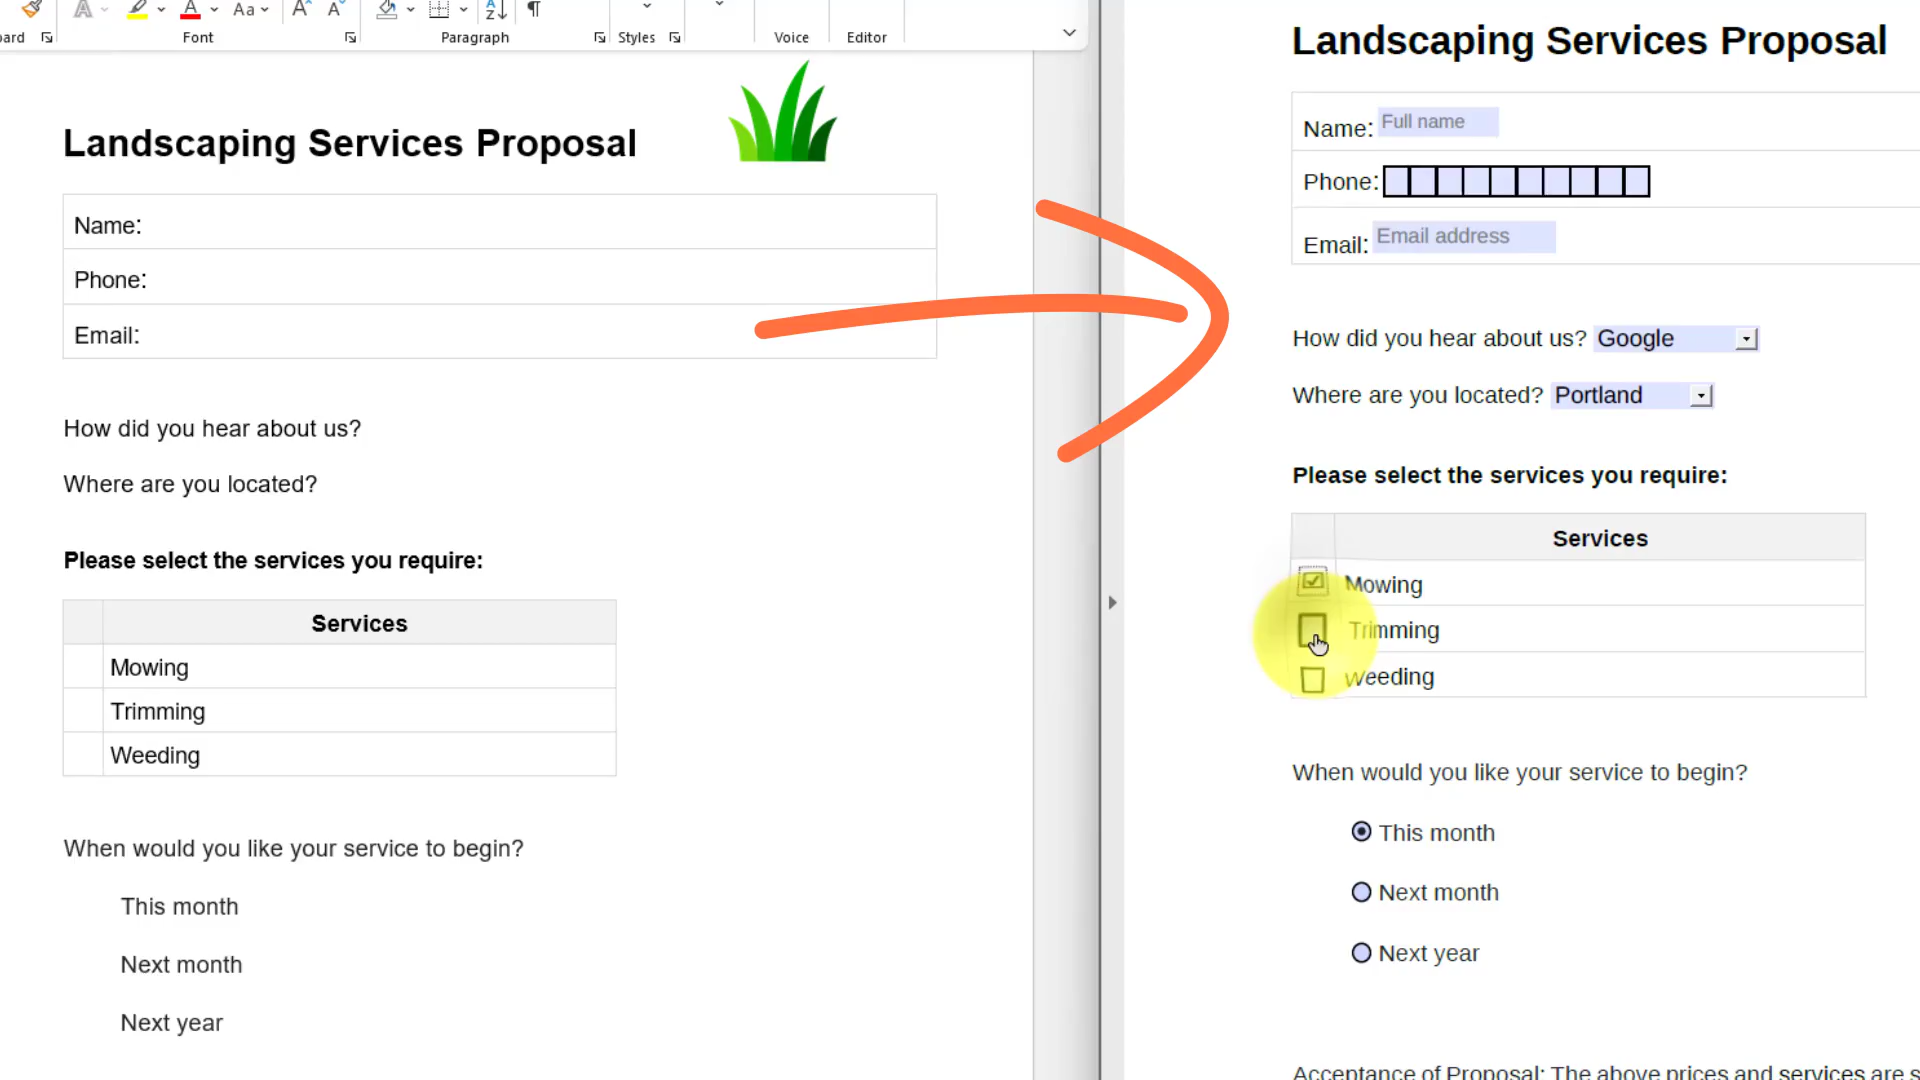 ard
Font
Paragraph
Styles
Voice
Editor
Aa
Landscaping Services Proposal
Name:
Phone:
Email:
How did you hear about us?
Where are you located?
Please select the services you require:
Services
Mowing
Trimming
Weeding
When would you like your service to begin?
This month
Next month
Next year
Landscaping Services Proposal
Name: Full name
Phone:
Email: Email address
How did you hear about us? Google
Where are you located? Portland
Please select the services you require:
Services
Mowing
Trimming
Weeding
When would you like your service to begin?
This month
Next month
Next year
Acceptance of Proposal: The above prices and services are s